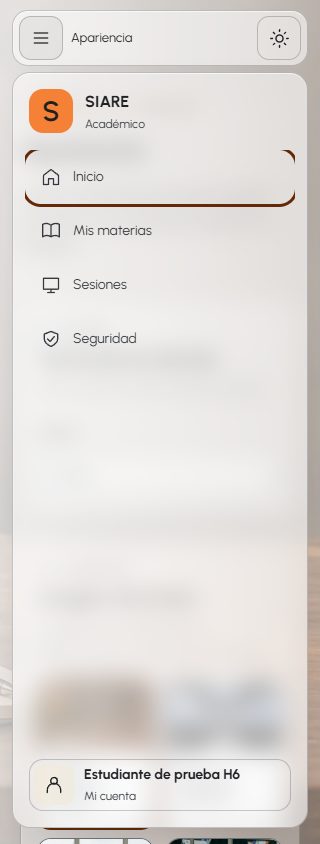 Apariencia
S
SIARE
Académico
Inicio
Mis materias
Sesiones
Seguridad
Estudiante de prueba H6
Mi cuenta